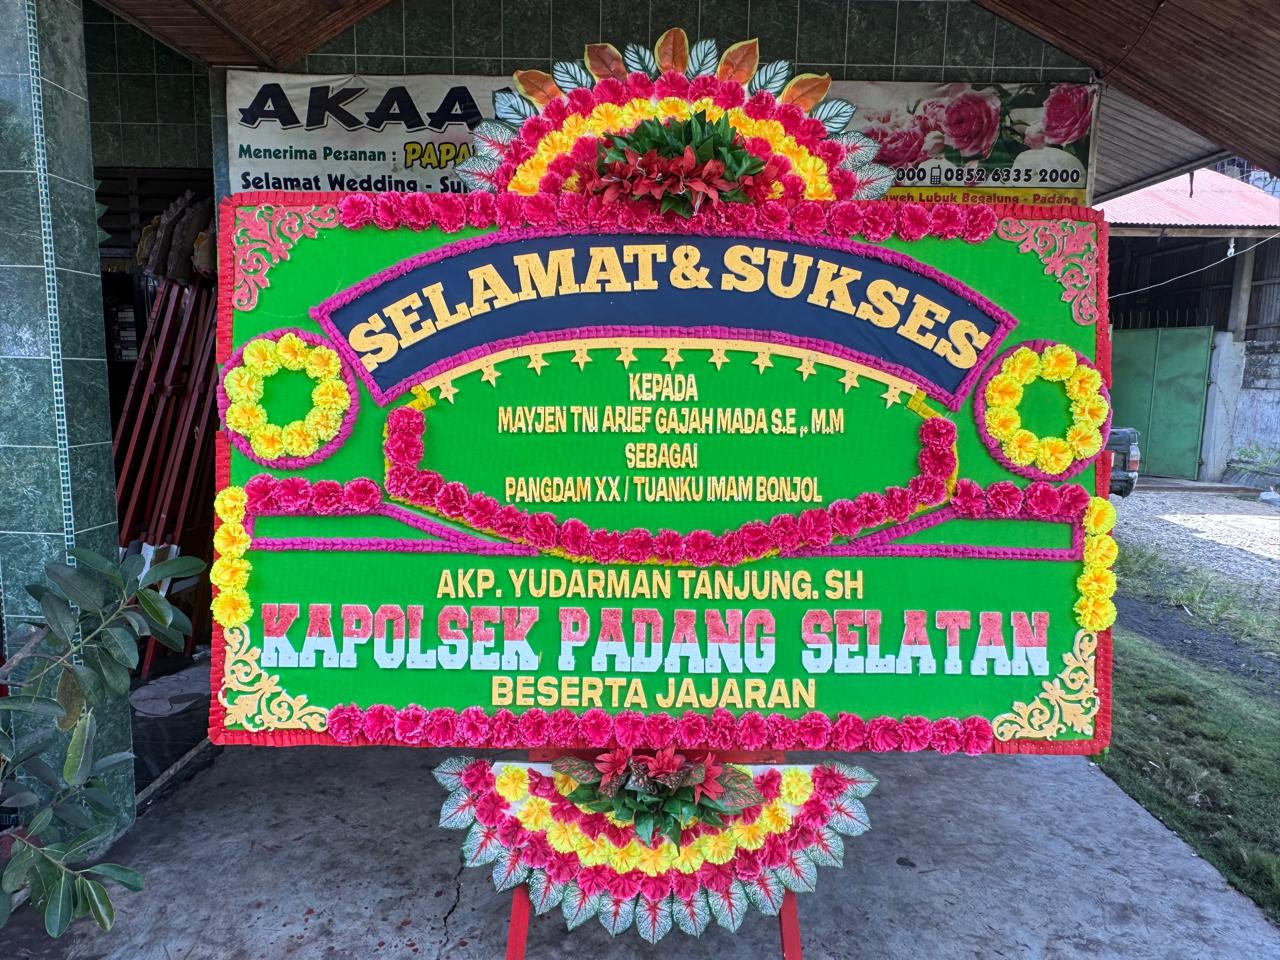 AKAA
Menerima Pesanan : PAPA
Selamat Wedding - Su
000 0852 6335 2000
aweh Lubuk Begalung - Padang
SELAMAT & SUKSES
KEPADA
MAYJEN TNI ARIEF GAJAH MADA S.E ,. M.M
SEBAGAi
PANGDAM XX / TUANKU IMAM BONJOL
AKP. YUDARMAN TANJUNG. SH
KAPOLSEK PADANG SELATAN
BESERTA JAJARAN